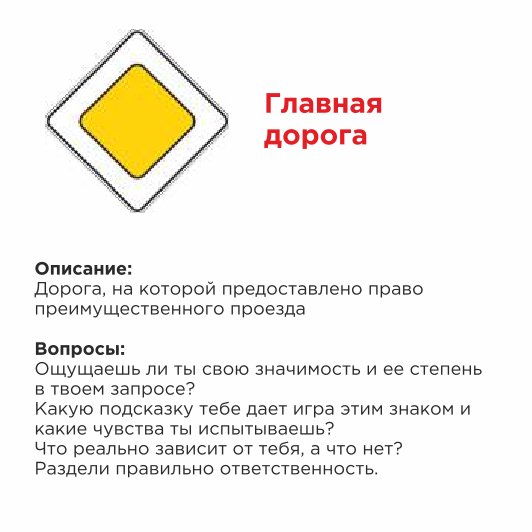 Главная
дорога
Описание:
Дорога, на которой предоставлено право
преимущественного проезда
Вопросы:
Ощущаешь ли ты свою значимость и ее степень
в твоем запросе?
Какую подсказку тебе дает игра этим знаком и
какие чувства ты испытываешь?
Что реально зависит от тебя, а что нет?
Раздели правильно ответственность.